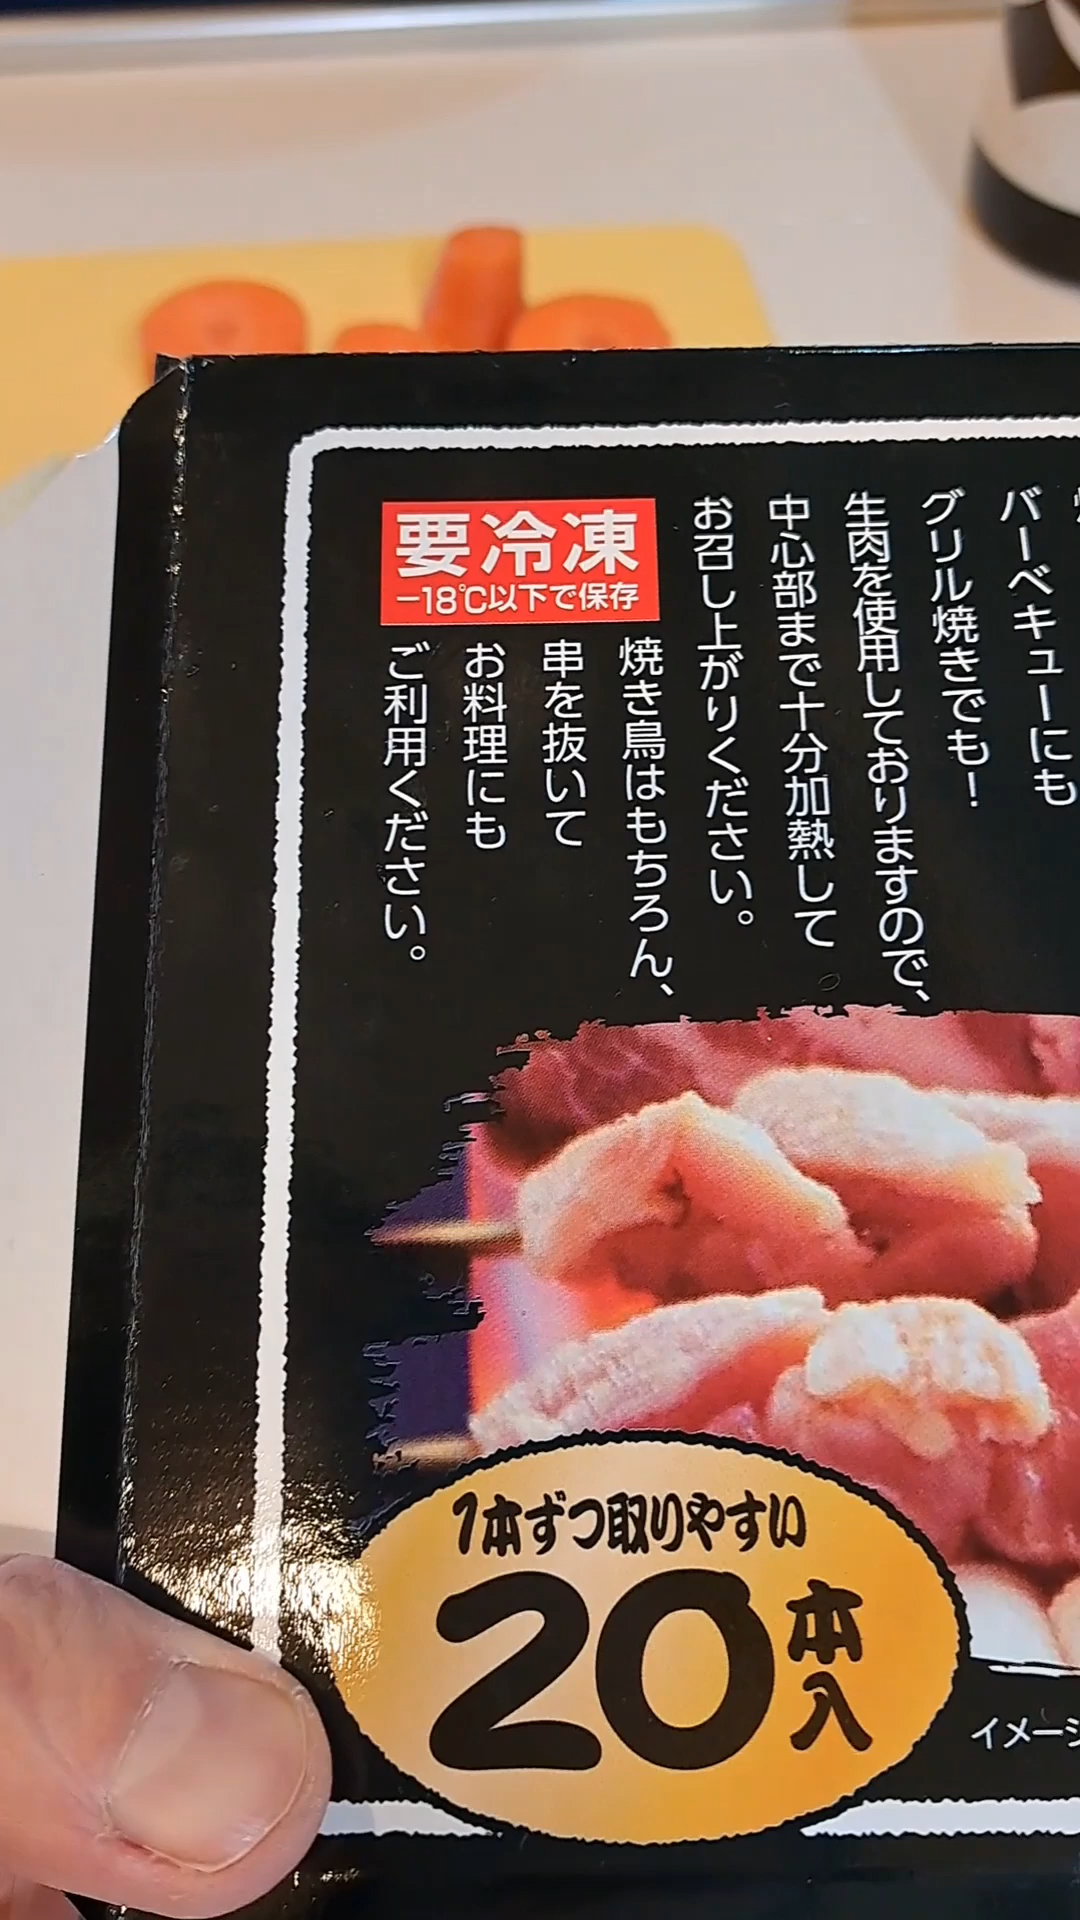 バーベキューにも
グリル焼きでも!
生肉を使用しておりますので、
中心部まで十分加熱して
お召し上がりください。
要冷凍
-18℃以下で保存
焼き鳥はもちろん、
串を抜いて
お料理にも
ご利用ください。
1本ずつ取りやすい
20本入
イメージ